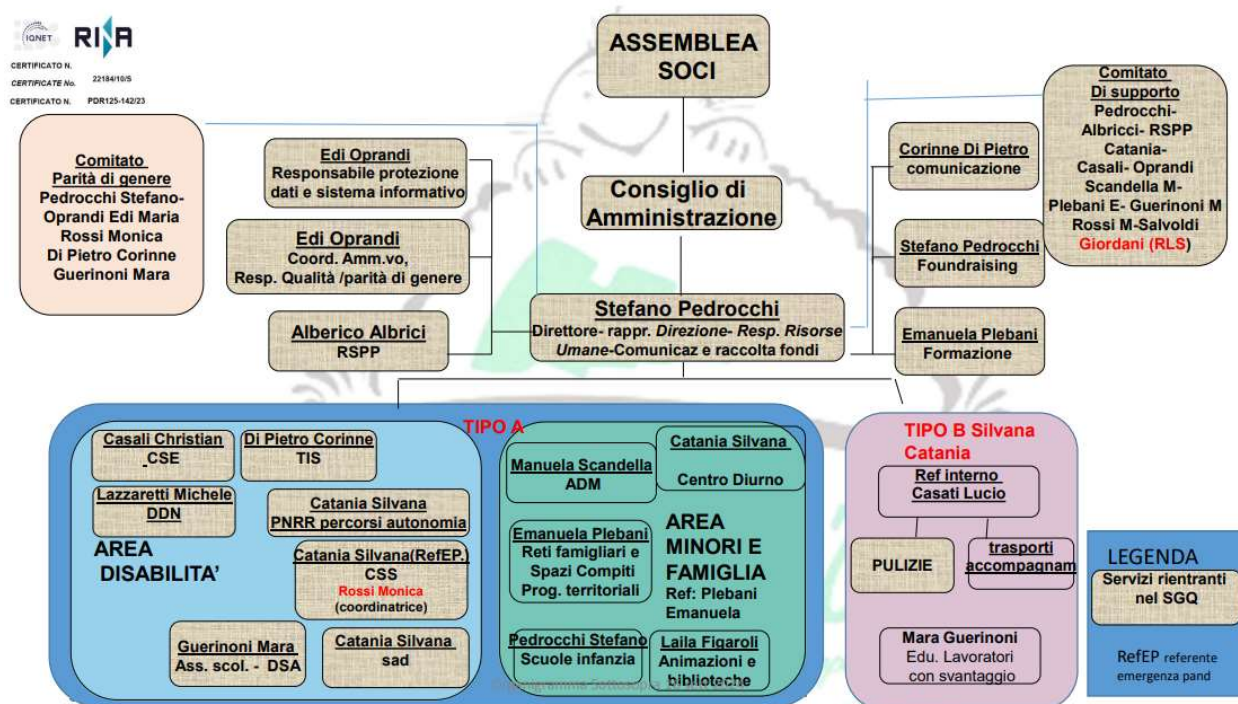 IQNET
RINA
CERTIFICATO N.
CERTIFICATE No. 22184/10/S
CERTIFICATO N. PDR125-142/23
ASSEMBLEA
SOCI
Consiglio di
Amministrazione
Comitato
Parità di genere
Pedrocchi Stefano-
Oprandi Edi Maria
Rossi Monica
Di Pietro Corinne
Guerinoni Mara
Edi Oprandi
Responsabile protezione
dati e sistema informativo
Edi Oprandi
Coord. Amm.vo,
Resp. Qualità /parità di genere
Alberico Albrici
RSPP
Stefano Pedrocchi
Direttore- rappr. Direzione- Resp. Risorse
Umane-Comunicaz e raccolta fondi
Corinne Di Pietro
comunicazione
Stefano Pedrocchi
Foundraising
Emanuela Plebani
Formazione
Comitato
Di supporto
Pedrocchi-
Albricci- RSPP
Catania-
Casali- Oprandi
Scandella M-
Plebani E- Guerinoni M
Rossi M-Salvoldi
Giordani (RLS)
TIPO A
Casali Christian
CSE
Di Pietro Corinne
TIS
Lazzaretti Michele
DDN
Catania Silvana
PNRR percorsi autonomia
AREA
DISABILITA’
Catania Silvana(RefEP.)
CSS
Rossi Monica
(coordinatrice)
Guerinoni Mara
Ass. scol. - DSA
Catania Silvana
sad
Manuela Scandella
ADM
Catania Silvana
Centro Diurno
Emanuela Plebani
Reti famigliari e
Spazi Compiti
Prog. territoriali
AREA
MINORI E
FAMIGLIA
Ref: Plebani
Emanuela
Pedrocchi Stefano
Scuole infanzia
Laila Figaroli
Animazioni e
biblioteche
TIPO B Silvana
Catania
Ref interno
Casati Lucio
PULIZIE
trasporti
accompagnam
Mara Guerinoni
Edu. Lavoratori
con svantaggio
LEGENDA
Servizi rientranti
nel SGQ
RefEP referente
emergenza pand